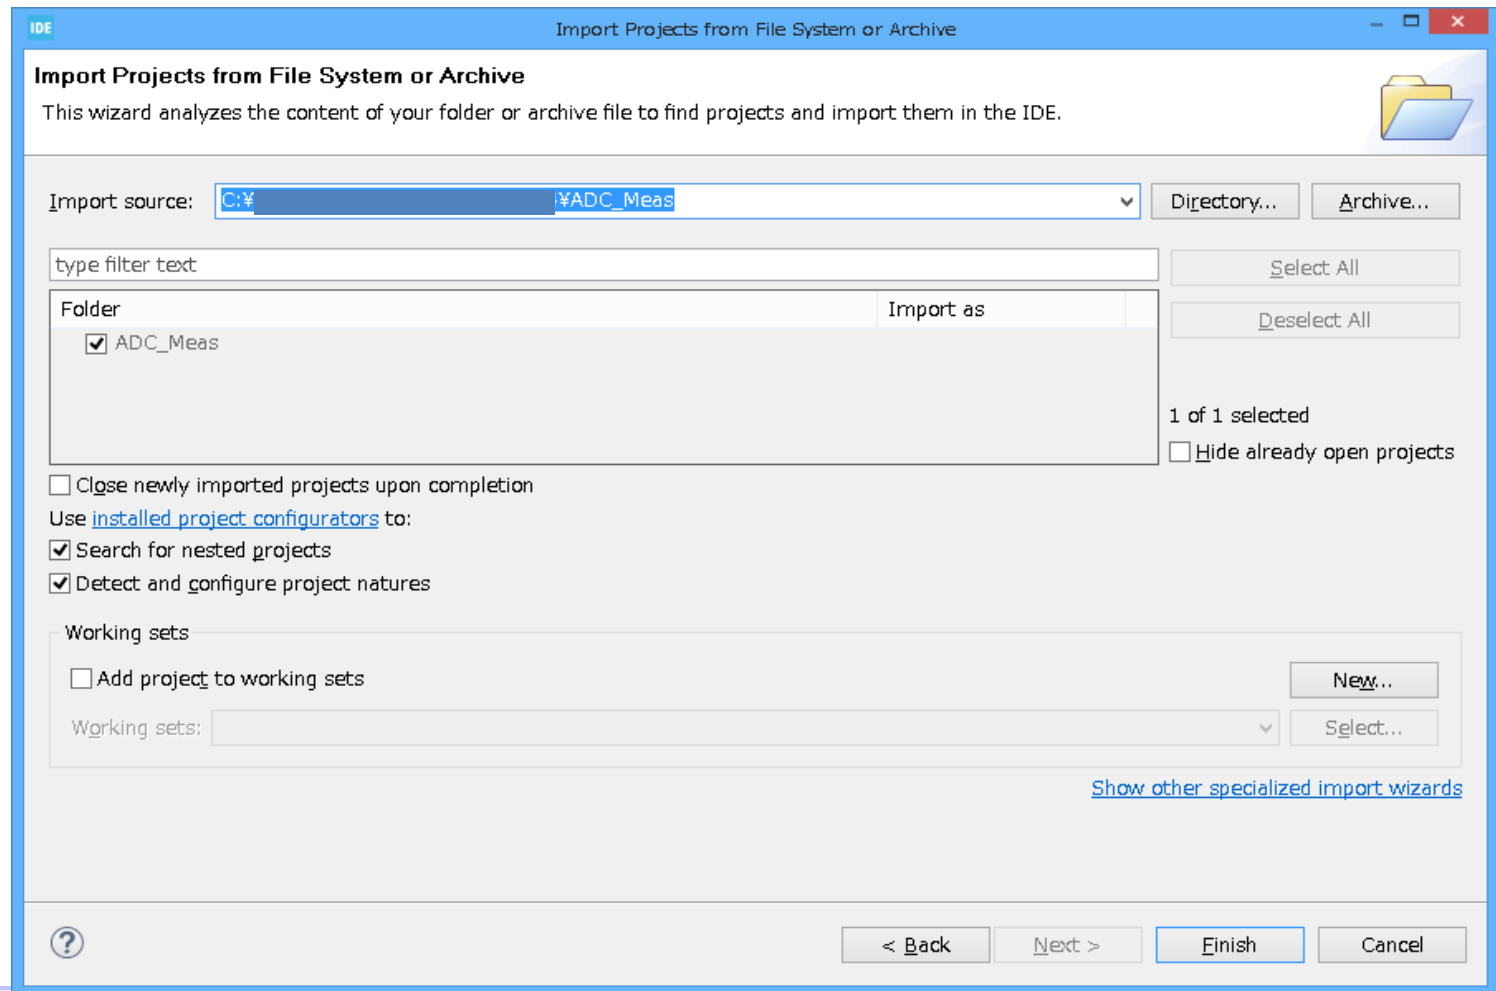 IDE
Import Projects from File System or Archive
Import Projects from File System or Archive
This wizard analyzes the content of your folder or archive file to find projects and import them in the IDE.
Import source: C:¥ ¥ADC_Meas Directory... Archive...
type filter text
Select All
Folder Import as
Deselect All
ADC_Meas
1 of 1 selected
Hide already open projects
Close newly imported projects upon completion
Use installed project configurators to:
Search for nested projects
Detect and configure project natures
Working sets
Add project to working sets
New...
Working sets:
Select...
Show other specialized import wizards
?
< Back Next > Finish Cancel